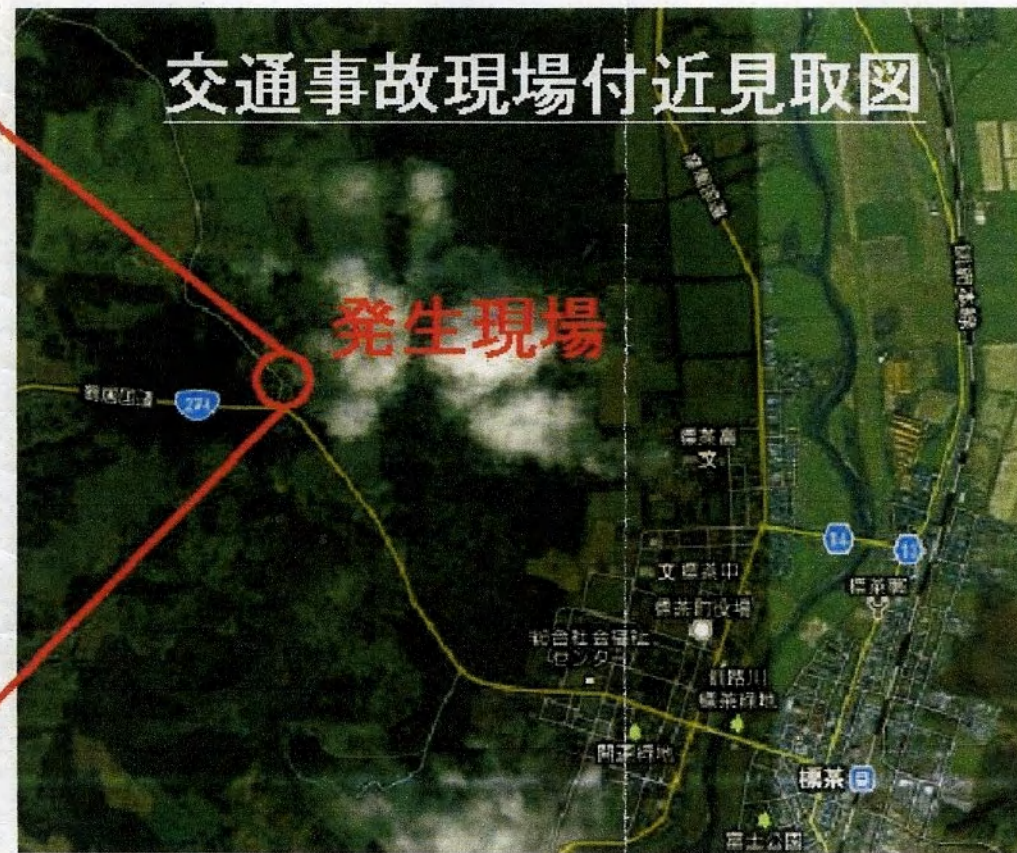 交通事故現場付近見取図
発生現場
274
標茶高
文
14
13
文 標茶中
標茶町役場
総合社会福祉
センター
釧路川
標茶緑地
開運緑地
標茶
富士公園